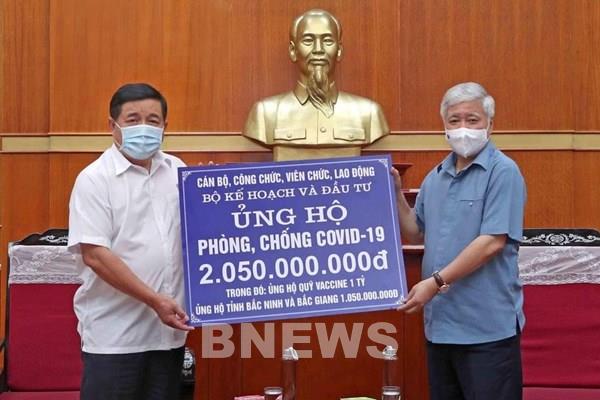 CÁN BỘ, CÔNG CHỨC, VIÊN CHỨC, LAO ĐỘNG
BỘ KẾ HOẠCH VÀ ĐẦU TƯ
ỦNG HỘ
PHÒNG, CHỐNG COVID-19
2.050.000.000đ
TRONG ĐÓ: ỦNG HỘ QUỸ VACCINE 1 TỶ
ỦNG HỘ TỈNH BẮC NINH VÀ BẮC GIANG 1.050.000.000Đ
BNEWS